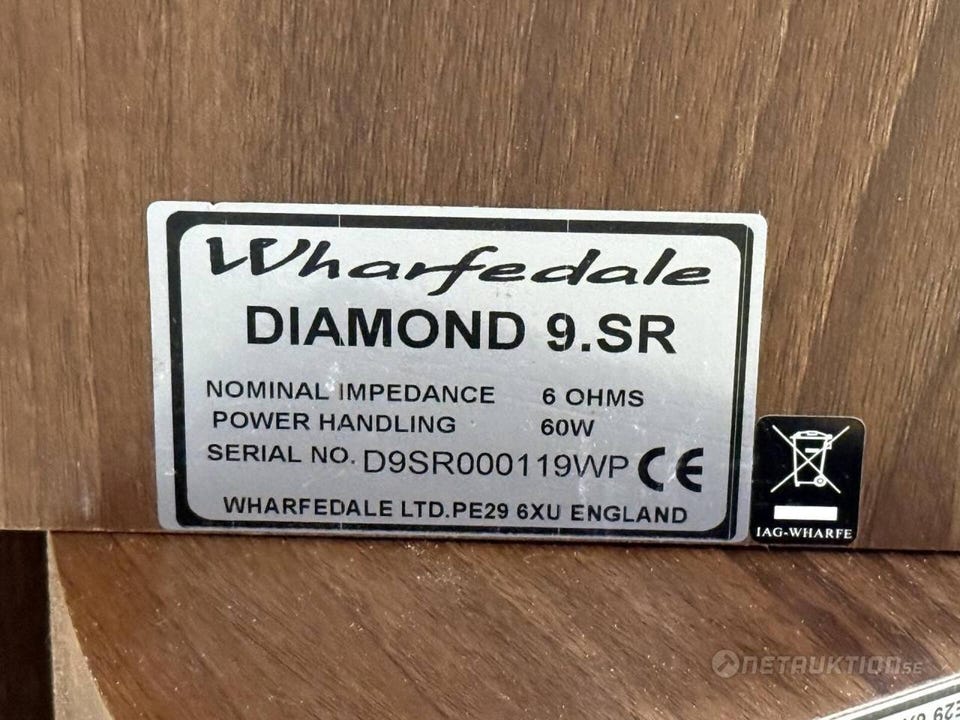 Wharfedale
DIAMOND 9.SR
NOMINAL IMPEDANCE 6 OHMS
POWER HANDLING 60W
SERIAL NO. D9SR000119WP CE
WHARFEDALE LTD.PE29 6XU ENGLAND
IAG-WHARFE
NETAUKTION.SE